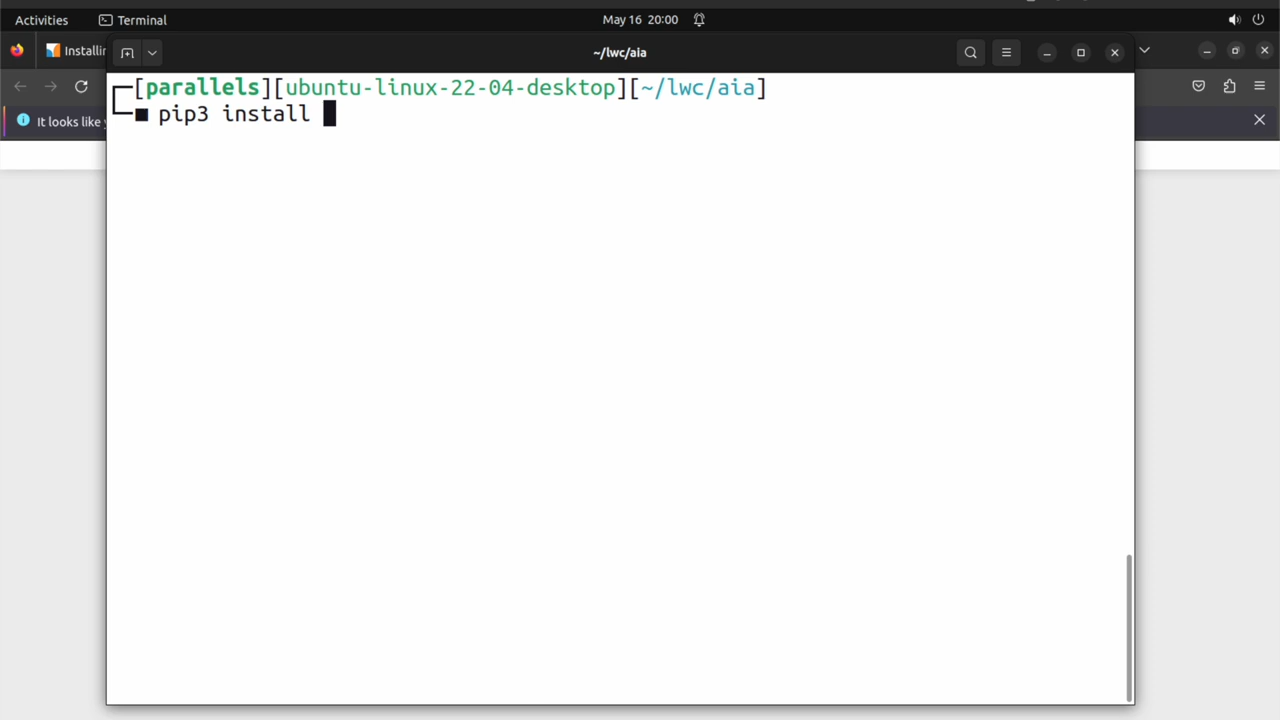 Activities Terminal May 16 20:00
Installin
~/lwc/aia
[parallels][ubuntu-linux-22-04-desktop][~/lwc/aia]
pip3 install
It looks like y